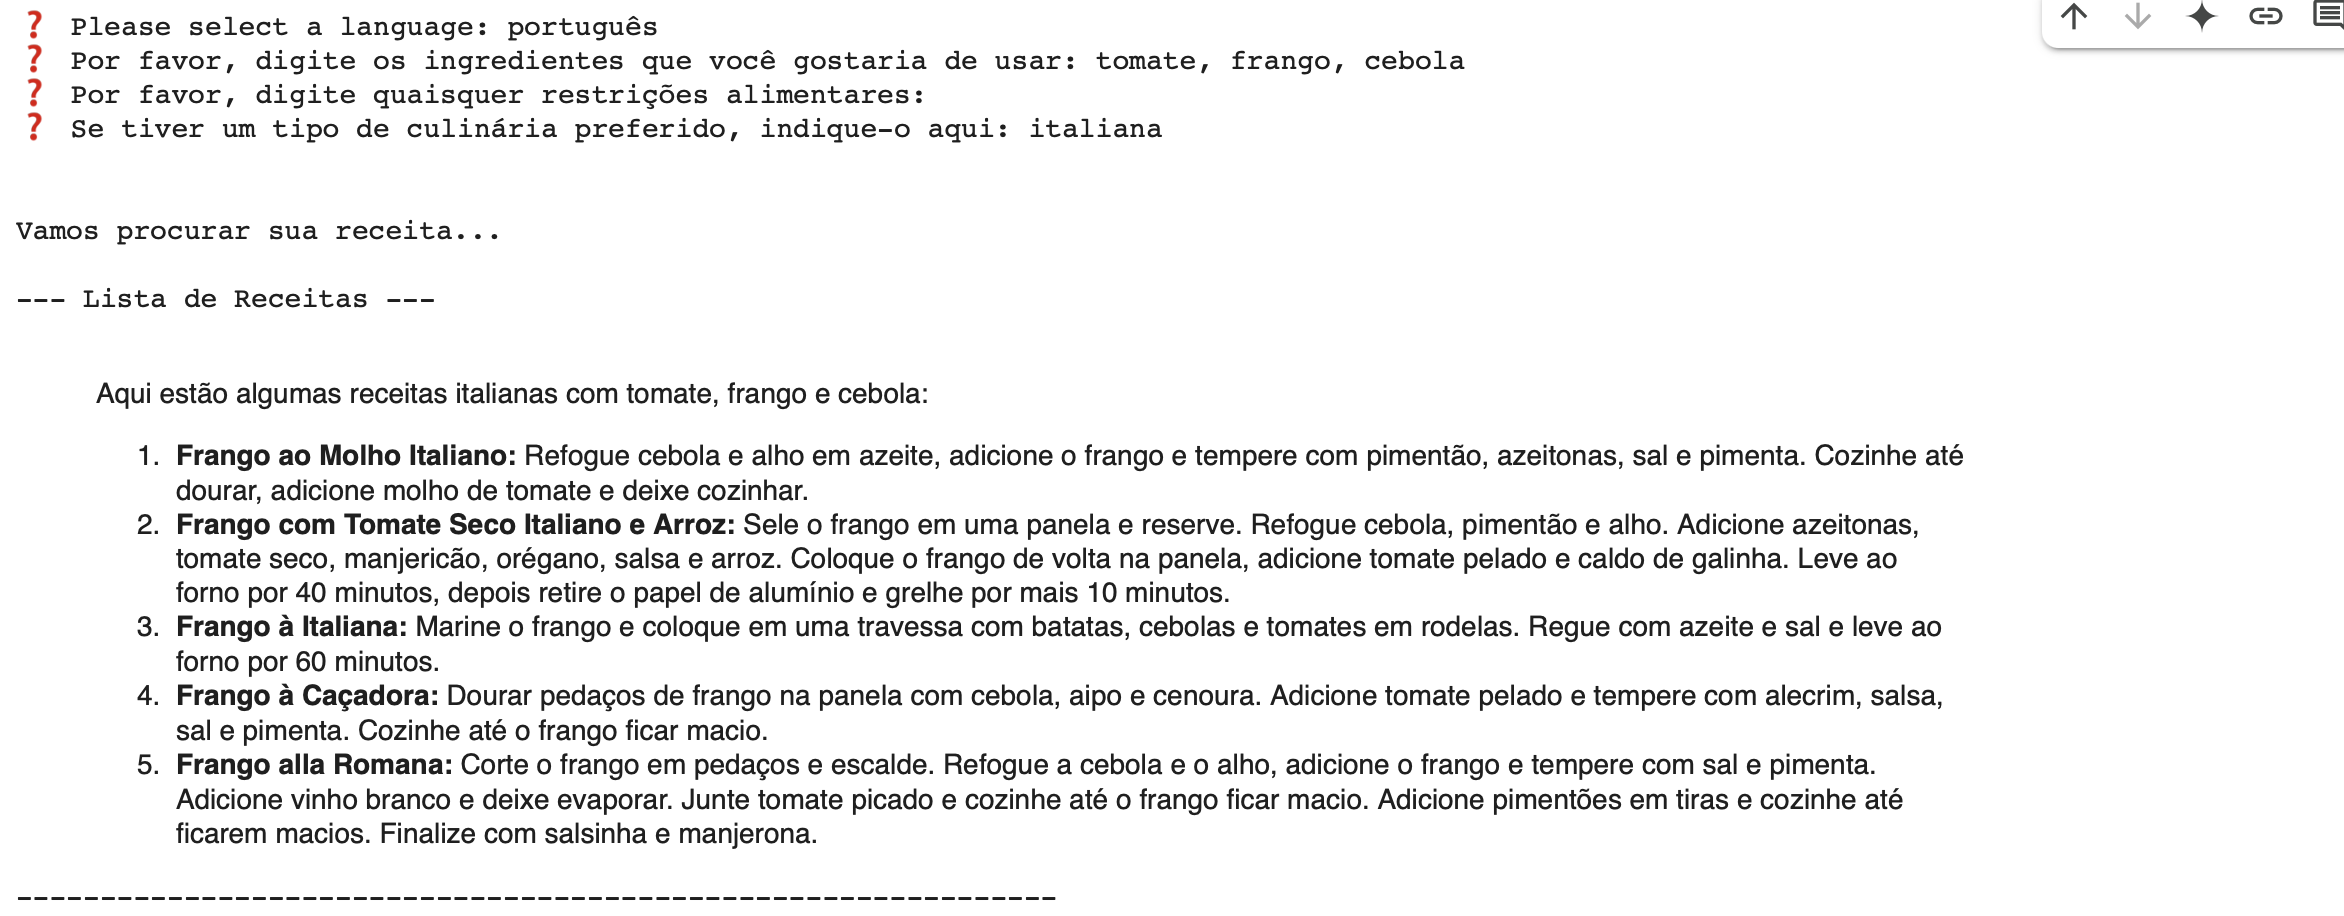 ❓ Please select a language: português
❓ Por favor, digite os ingredientes que você gostaria de usar: tomate, frango, cebola
❓ Por favor, digite quaisquer restrições alimentares:
❓ Se tiver um tipo de culinária preferido, indique-o aqui: italiana
Vamos procurar sua receita...
--- Lista de Receitas ---
Aqui estão algumas receitas italianas com tomate, frango e cebola:
1. Frango ao Molho Italiano: Refogue cebola e alho em azeite, adicione o frango e tempere com pimentão, azeitonas, sal e pimenta. Cozinhe até
dourar, adicione molho de tomate e deixe cozinhar.
2. Frango com Tomate Seco Italiano e Arroz: Sele o frango em uma panela e reserve. Refogue cebola, pimentão e alho. Adicione azeitonas,
tomate seco, manjericão, orégano, salsa e arroz. Coloque o frango de volta na panela, adicione tomate pelado e caldo de galinha. Leve ao
forno por 40 minutos, depois retire o papel de alumínio e grelhe por mais 10 minutos.
3. Frango à Italiana: Marine o frango e coloque em uma travessa com batatas, cebolas e tomates em rodelas. Regue com azeite e sal e leve ao
forno por 60 minutos.
4. Frango à Caçadora: Dourar pedaços de frango na panela com cebola, aipo e cenoura. Adicione tomate pelado e tempere com alecrim, salsa,
sal e pimenta. Cozinhe até o frango ficar macio.
5. Frango alla Romana: Corte o frango em pedaços e escalde. Refogue a cebola e o alho, adicione o frango e tempere com sal e pimenta.
Adicione vinho branco e deixe evaporar. Junte tomate picado e cozinhe até o frango ficar macio. Adicione pimentões em tiras e cozinhe até
ficarem macios. Finalize com salsinha e manjerona.
--------------------------------------------------------------